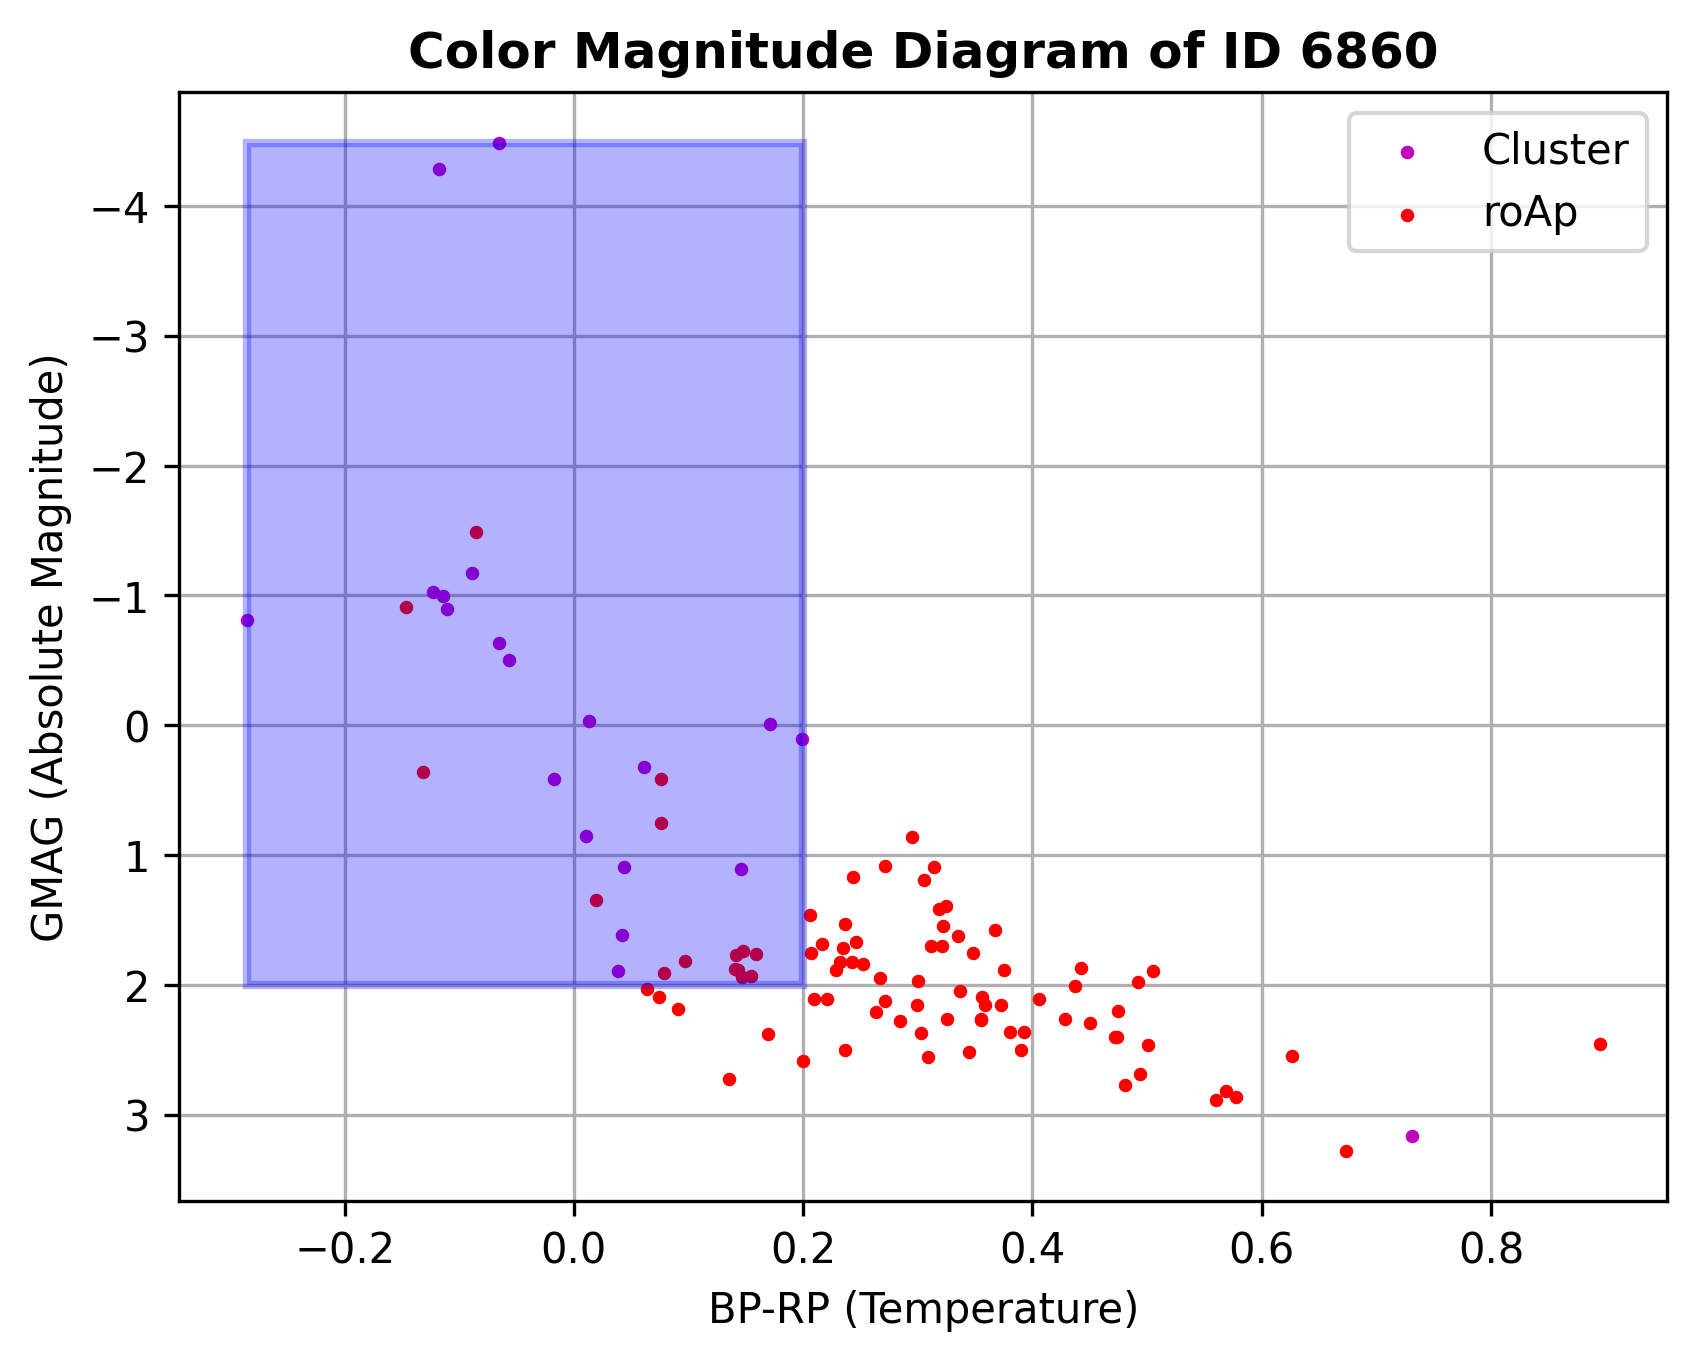 Color Magnitude Diagram of ID 6860
Cluster
roAp
−4
−3
−2
−1
0
1
2
3
GMAG (Absolute Magnitude)
−0.2
0.0
0.2
0.4
0.6
0.8
BP-RP (Temperature)